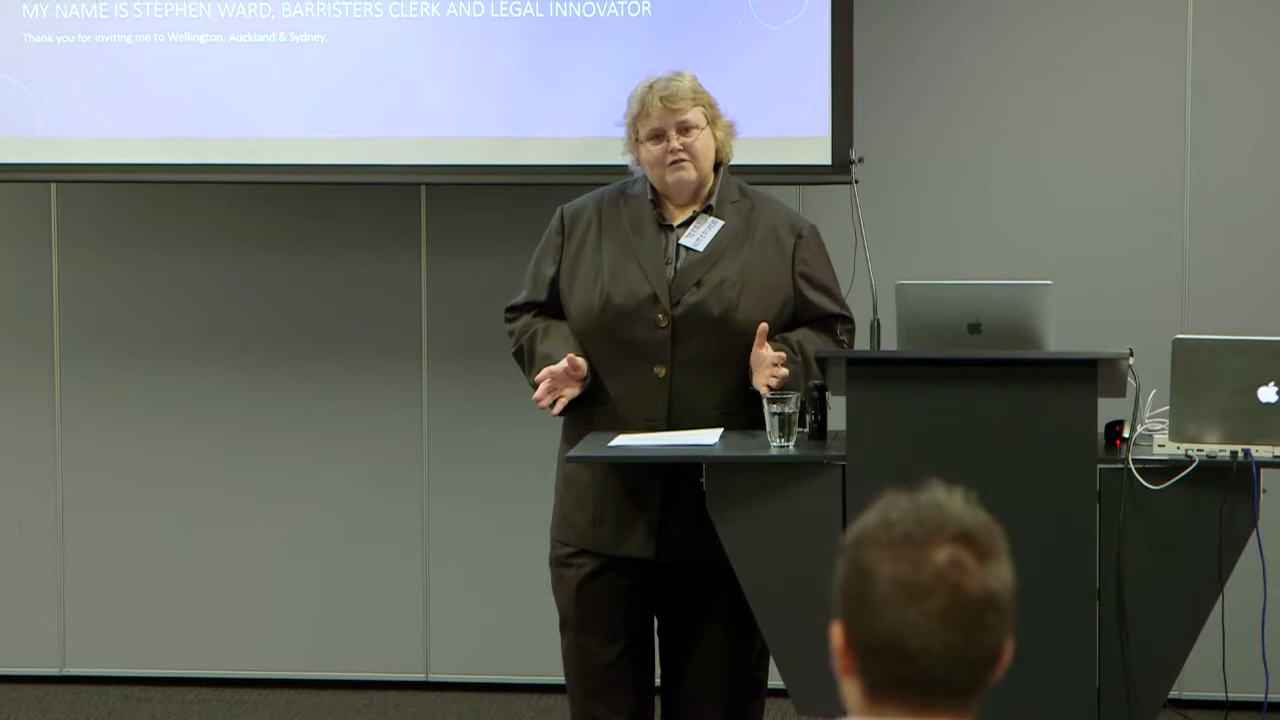 MY NAME IS STEPHEN WARD, BARRISTERS CLERK AND LEGAL INNOVATOR
Thank you for inviting me to Wellington, Auckland & Sydney.